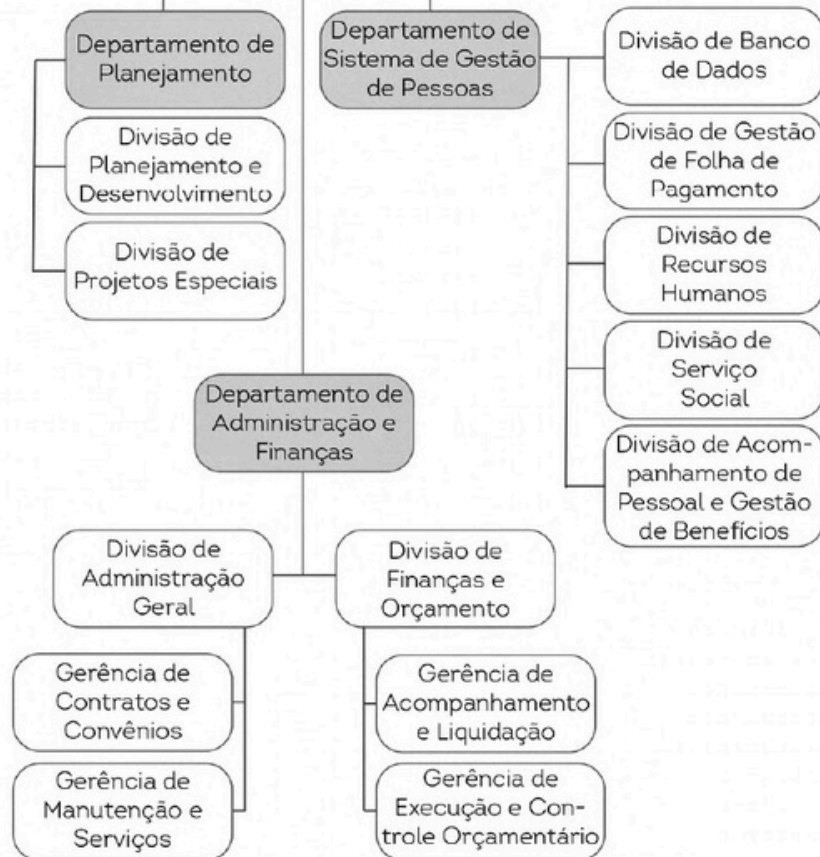 Departamento de
Planejamento
Divisão de
Planejamento e
Desenvolvimento
Divisão de
Projetos Especiais
Departamento de
Sistema de Gestão
de Pessoas
Divisão de Banco
de Dados
Divisão de Gestão
de Folha de
Pagamento
Divisão de
Recursos
Humanos
Divisão de
Serviço
Social
Divisão de Acom-
panhamento de
Pessoal e Gestão
de Benefícios
Departamento de
Administração e
Finanças
Divisão de
Administração
Geral
Gerência de
Contratos e
Convênios
Gerência de
Manutenção e
Serviços
Divisão de
Finanças e
Orçamento
Gerência de
Acompanhamento
e Liquidação
Gerência de
Execução e Con-
trole Orçamentário